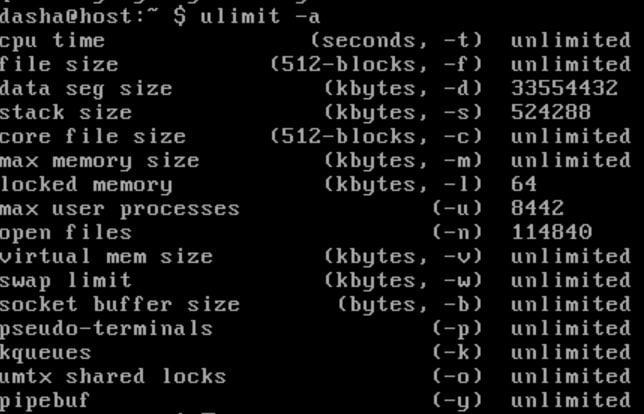 dasha@host:~ $ ulimit -a
cpu time (seconds, -t) unlimited
file size (512-blocks, -f) unlimited
data seg size (kbytes, -d) 33554432
stack size (kbytes, -s) 524288
core file size (512-blocks, -c) unlimited
max memory size (kbytes, -m) unlimited
locked memory (kbytes, -l) 64
max user processes (-u) 8442
open files (-n) 114840
virtual mem size (kbytes, -v) unlimited
swap limit (kbytes, -w) unlimited
socket buffer size (bytes, -b) unlimited
pseudo-terminals (-p) unlimited
kqueues (-k) unlimited
umtx shared locks (-o) unlimited
pipebuf (-y) unlimited